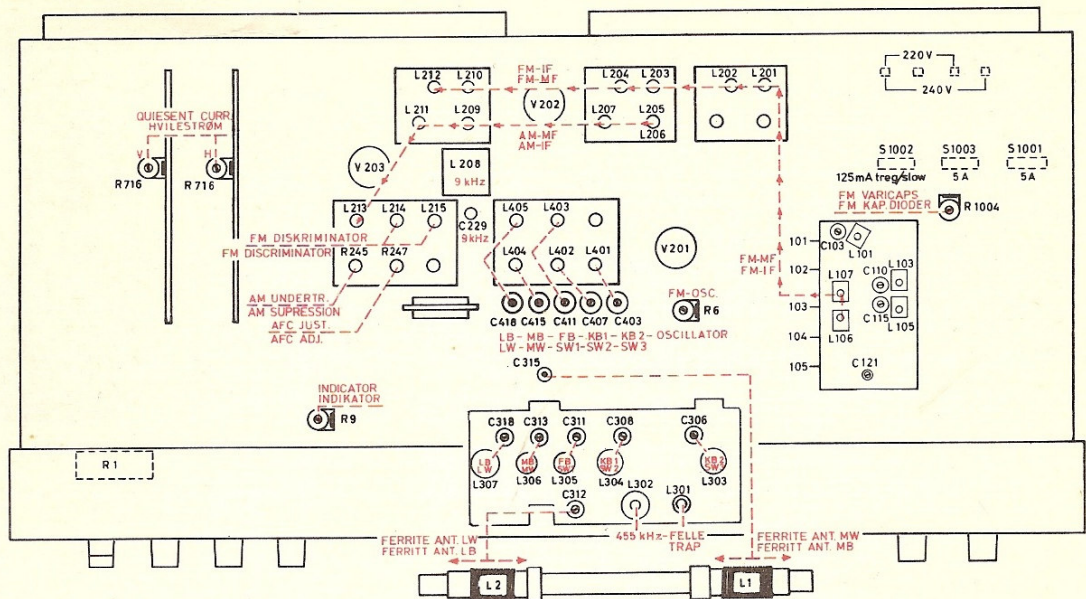 220V
240V
L212 L210
FM-IF
FM-MF
L204 L203
L202 L201
V202
L211 L209
L207 L205
L206
AM-MF
AM-IF
QUIESENT CURR.
HVILESTRØM
V
H
R716
R716
V203
L208
9 kHz
S1002
S1003
S1001
125mA treg/slow
5A
5A
FM VARICAPS
FM KAP. DIODER
R1004
L213 L214 L215
C229
9kHz
L405 L403
FM DISKRIMINATOR
FM DISCRIMINATOR
V201
R245 R247
L404 L402 L401
AM UNDERTR.
AM SUPRESSION
AFC JUST.
AFC ADJ.
C418 C415 C411 C407 C403
LB-MB-FB-KB1-KB2-OSCILLATOR
LW-MW-SW1-SW2-SW3
FM-OSC.
R6
FM-MF
FM-IF
101
102
103
104
105
C103
L101
L107
C110
L103
C115
L105
L106
C121
C315
INDICATOR
INDIKATOR
R9
C318 C313 C311 C308 C306
LB
LW
MB
MW
FB
KB1
SW2
KB2
SW3
L307 L306 L305 L304 L303
C312
L302
L301
R1
455 kHz-FELLE
TRAP
FERRITE ANT. LW
FERRITT ANT. LB
FERRITE ANT. MW
FERRITT ANT. MB
L2
L1